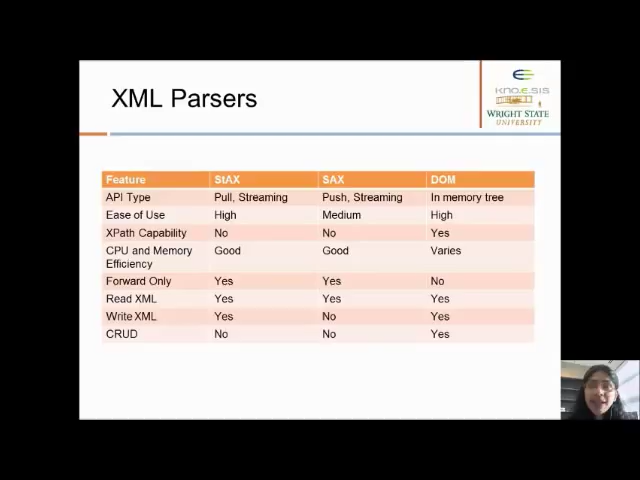 XML Parsers
KNO.E.SIS
WRIGHT STATE
UNIVERSITY
Feature StAX SAX DOM
API Type Pull, Streaming Push, Streaming In memory tree
Ease of Use High Medium High
XPath Capability No No Yes
CPU and Memory Efficiency Good Good Varies
Forward Only Yes Yes No
Read XML Yes Yes Yes
Write XML Yes No Yes
CRUD No No Yes